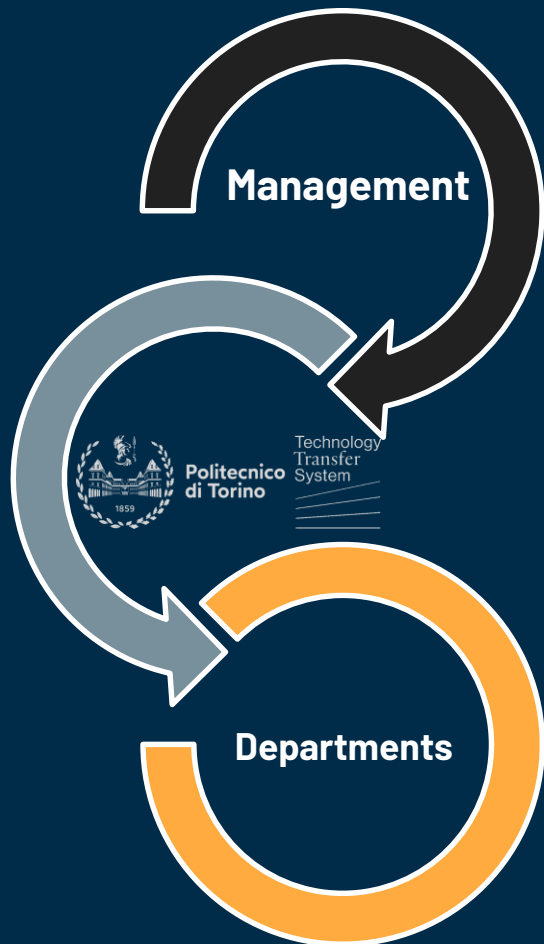 Management
Technology
Transfer
System
Politecnico
di Torino
1859
Departments